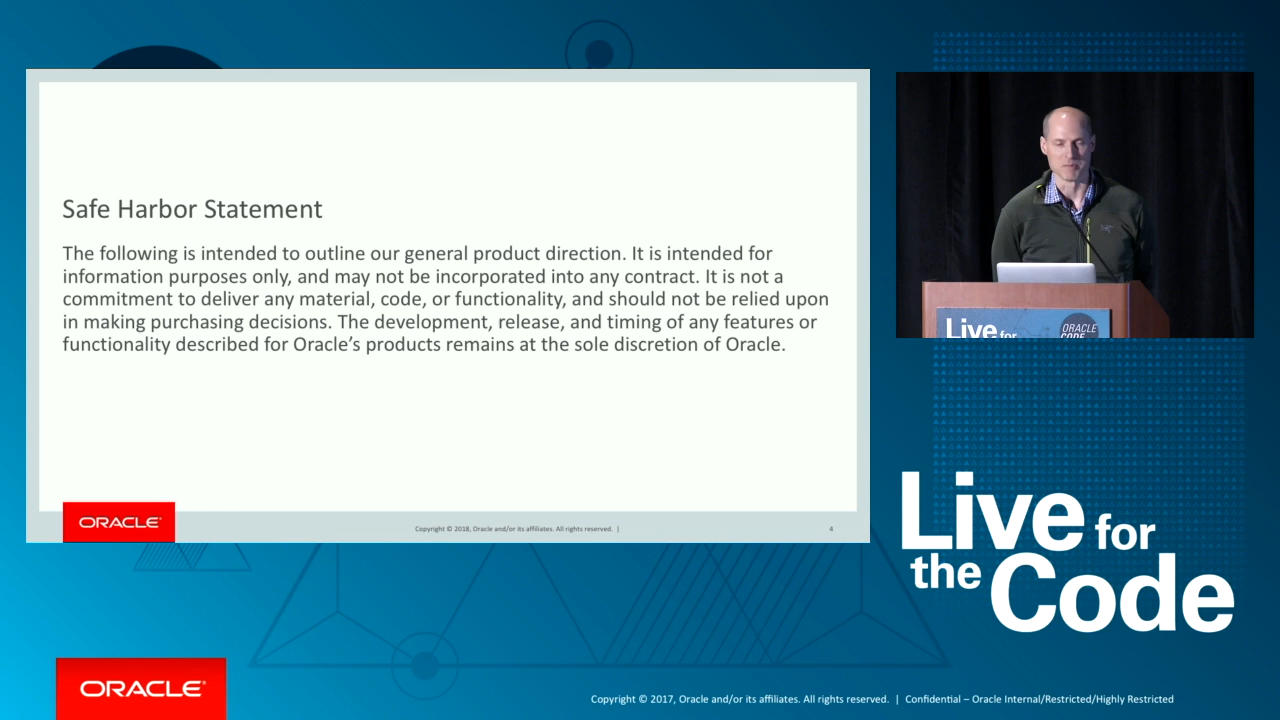 Safe Harbor Statement
The following is intended to outline our general product direction. It is intended for
information purposes only, and may not be incorporated into any contract. It is not a
commitment to deliver any material, code, or functionality, and should not be relied upon
in making purchasing decisions. The development, release, and timing of any features or
functionality described for Oracle’s products remains at the sole discretion of Oracle.
ORACLE®
Copyright © 2018, Oracle and/or its affiliates. All rights reserved. |
4
Live for
ORACLE
CODE
Live for
the Code
ORACLE®
Copyright © 2017, Oracle and/or its affiliates. All rights reserved. | Confidential – Oracle Internal/Restricted/Highly Restricted